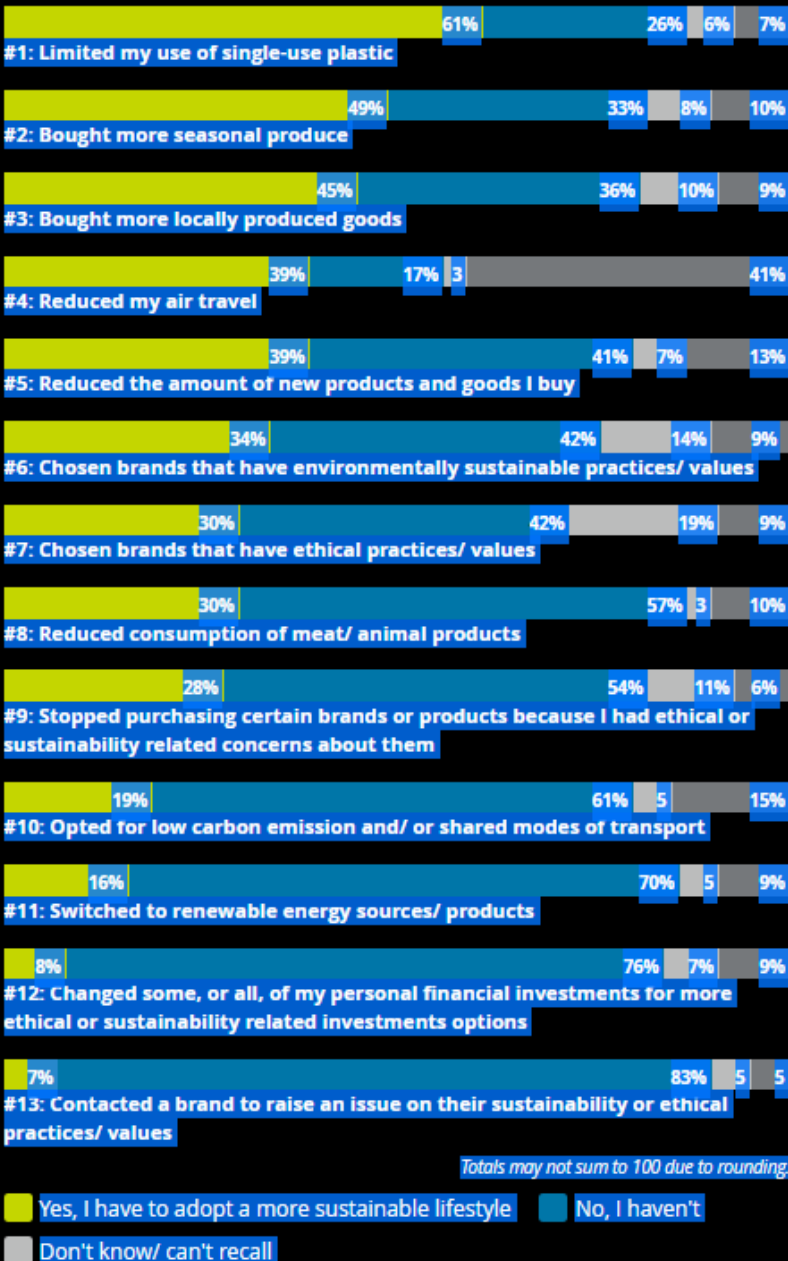 61% 26% 6% 7%
#1: Limited my use of single-use plastic
49% 33% 8% 10%
#2: Bought more seasonal produce
45% 36% 10% 9%
#3: Bought more locally produced goods
39% 17% 3 41%
#4: Reduced my air travel
39% 41% 7% 13%
#5: Reduced the amount of new products and goods I buy
34% 42% 14% 9%
#6: Chosen brands that have environmentally sustainable practices/ values
30% 42% 19% 9%
#7: Chosen brands that have ethical practices/ values
30% 57% 3 10%
#8: Reduced consumption of meat/ animal products
28% 54% 11% 6%
#9: Stopped purchasing certain brands or products because I had ethical or
sustainability related concerns about them
19% 61% 5 15%
#10: Opted for low carbon emission and/ or shared modes of transport
16% 70% 5 9%
#11: Switched to renewable energy sources/ products
8% 76% 7% 9%
#12: Changed some, or all, of my personal financial investments for more
ethical or sustainability related investments options
7% 83% 5 5
#13: Contacted a brand to raise an issue on their sustainability or ethical
practices/ values
Totals may not sum to 100 due to rounding.
Yes, I have to adopt a more sustainable lifestyle No, I haven't
Don't know/ can't recall